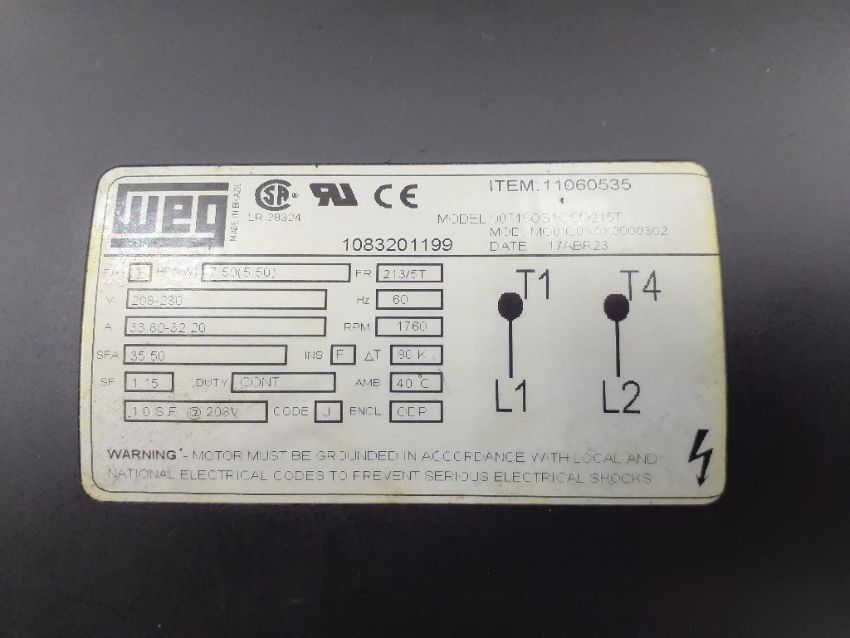 WEG
MADE IN BRAZIL
SA ®
LR 38324
RU CE
ITEM:11060535
MOD. MO01C0X0X0000302
1083201199
DATE 17ABR23
PH 1 HP(kW) 7.50(5.50) FR 213/5T
V 208-230 Hz 60
A 33.80-32.20 RPM 1760
SFA 35.50 INS F ΔT 80 K
SF 1.15 DUTY CONT. AMB 40°C
1.0 S.F. @ 208V CODE J ENCL ODP
T1 T4
L1 L2
WARNING - MOTOR MUST BE GROUNDED IN ACCORDANCE WITH LOCAL AND
NATIONAL ELECTRICAL CODES TO PREVENT SERIOUS ELECTRICAL SHOCKS